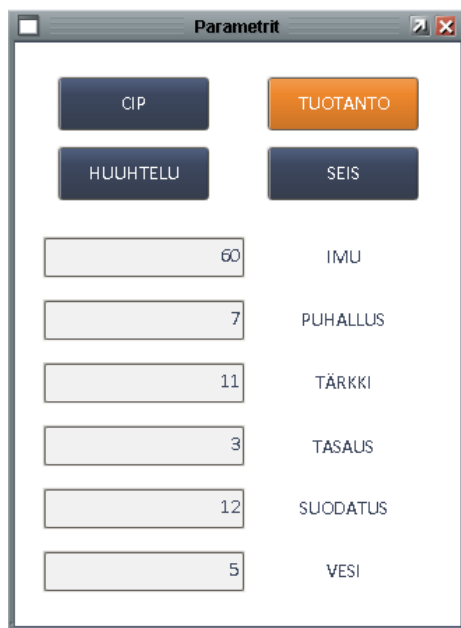 Parametrit
CIP TUOTANTO
HUUHTELU SEIS
60 IMU
7 PUHALLUS
11 TÄRKKI
3 TASAUS
12 SUODATUS
5 VESI